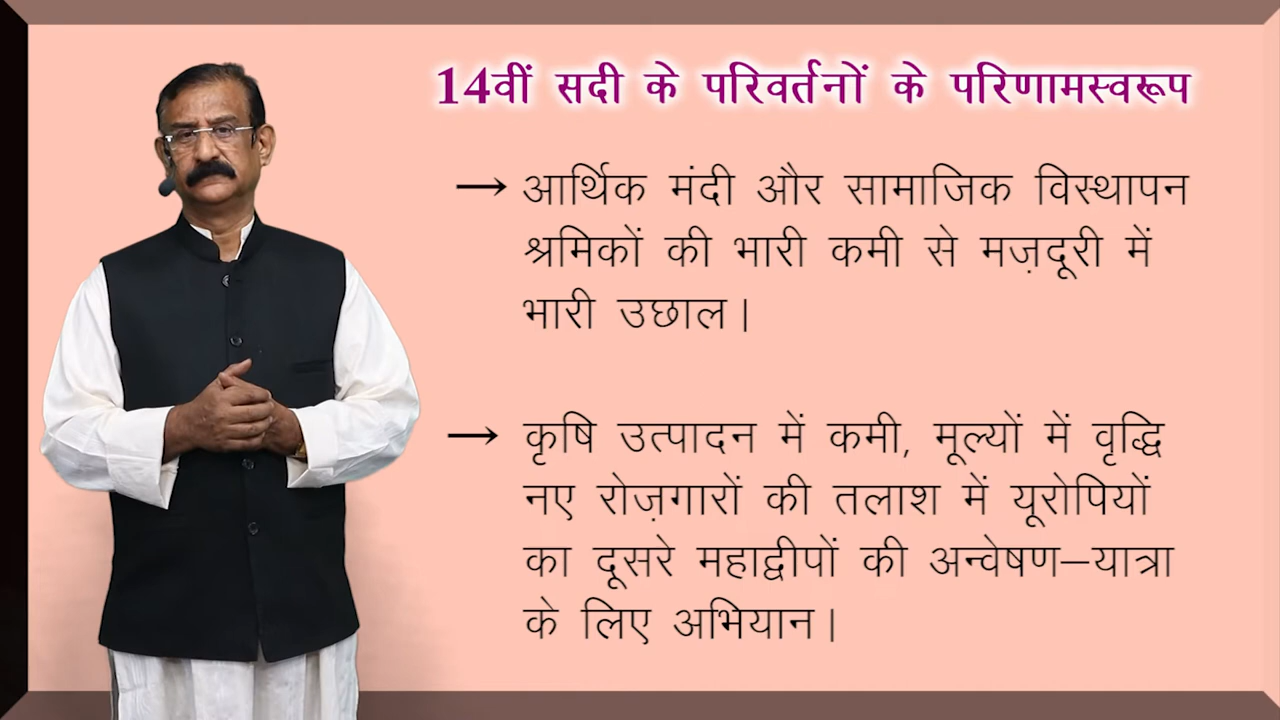 14वीं सदी के परिवर्तनों के परिणामस्वरूप
→ आर्थिक मंदी और सामाजिक विस्थापन
श्रमिकों की भारी कमी से मज़दूरी में
भारी उछाल।
→ कृषि उत्पादन में कमी, मूल्यों में वृद्धि
नए रोज़गारों की तलाश में यूरोपियों
का दूसरे महाद्वीपों की अन्वेषण–यात्रा
के लिए अभियान।